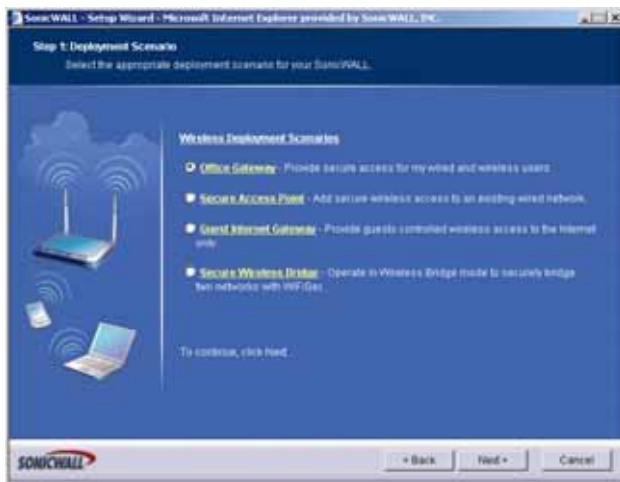 SonicWALL - Setup Wizard - Microsoft Internet Explorer provided by SonicWALL, INC.
Step 1: Deployment Scenario
Select the appropriate deployment scenario for your SonicWALL.
Wireless Deployment Scenarios
Office Gateway - Provide secure access for my wired and wireless users.
Secure Access Point - Add secure wireless access to an existing wired network.
Guest Internet Gateway - Provide guests controlled wireless access to the Internet
only.
Secure Wireless Bridge - Operate in Wireless Bridge mode to securely bridge
two networks with WiFiSec.
To continue, click Next.
SONICWALL
< Back
Next >
Cancel